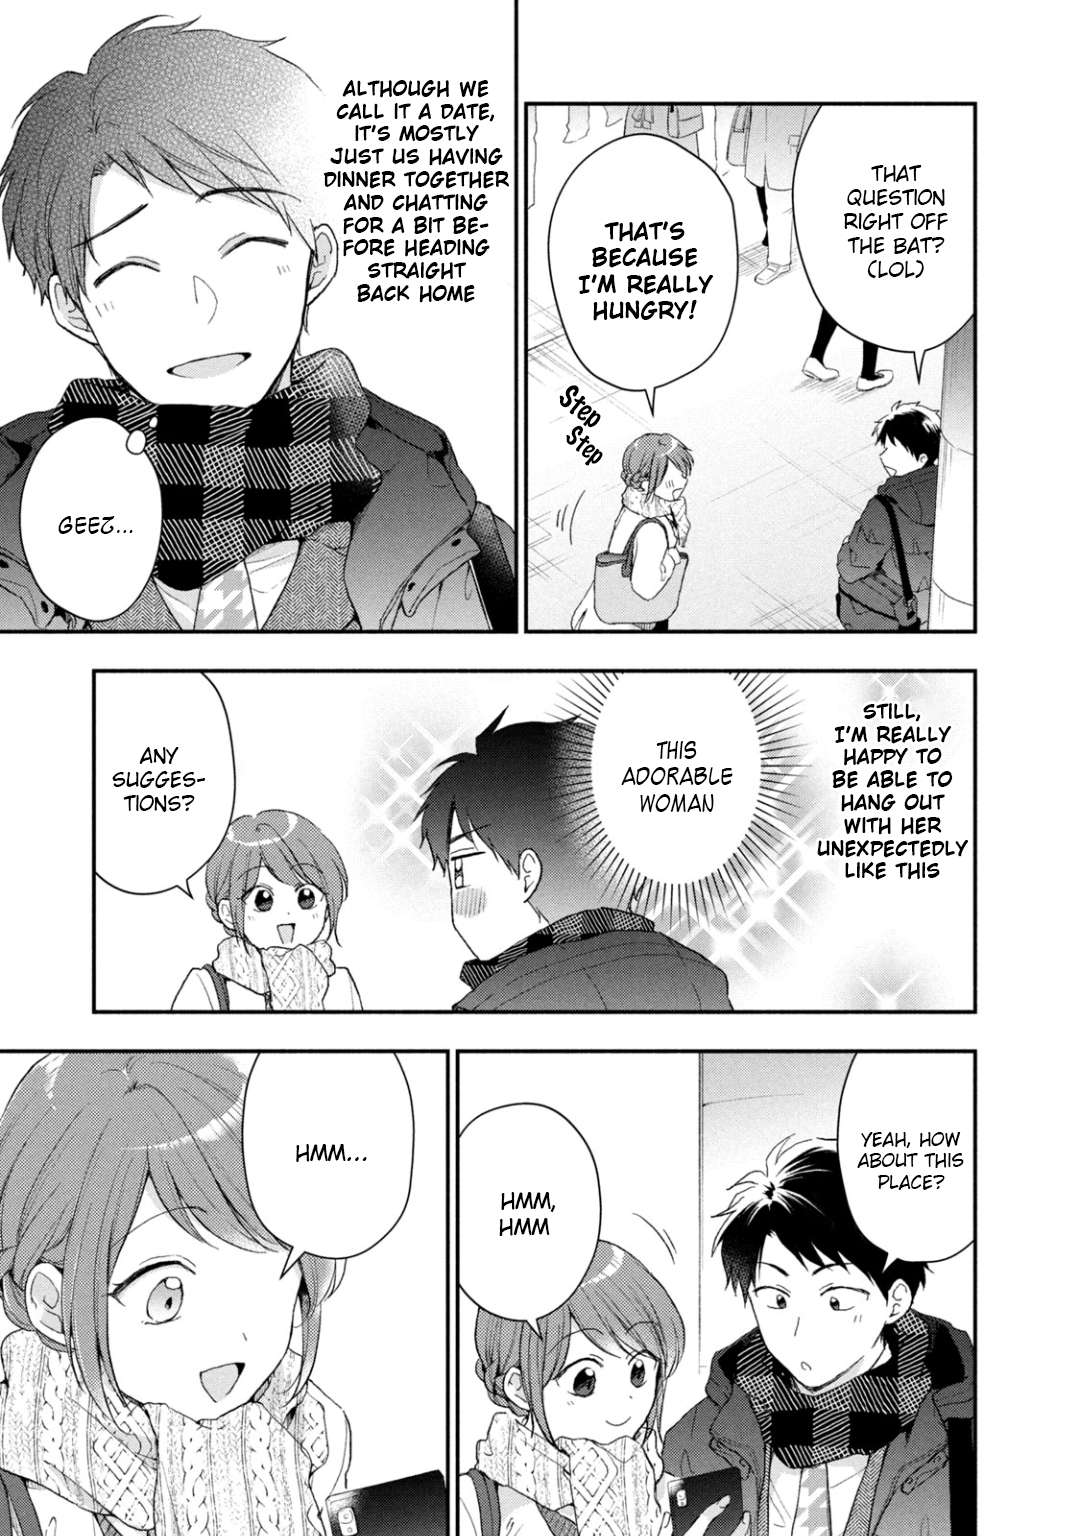 THAT
QUESTION
RIGHT OFF
THE BAT?
(LOL)
THAT'S
BECAUSE
I'M REALLY
HUNGRY!
Step
Step
ALTHOUGH WE
CALL IT A DATE,
IT'S MOSTLY
JUST US HAVING
DINNER TOGETHER
AND CHATTING
FOR A BIT BE-
FORE HEADING
STRAIGHT
BACK HOME
GEEZ...
STILL,
I'M REALLY
HAPPY TO
BE ABLE TO
HANG OUT
WITH HER
UNEXPECTEDLY
LIKE THIS
THIS
ADORABLE
WOMAN
ANY
SUGGES-
TIONS?
YEAH, HOW
ABOUT THIS
PLACE?
HMM,
HMM
HMM...